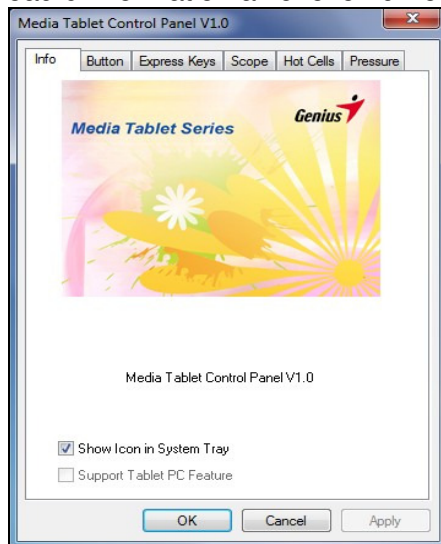 Media Tablet Control Panel V1.0
Info Button Express Keys Scope Hot Cells Pressure
Genius
Media Tablet Series
Media Tablet Control Panel V1.0
Show Icon in System Tray
Support Tablet PC Feature
OK Cancel Apply